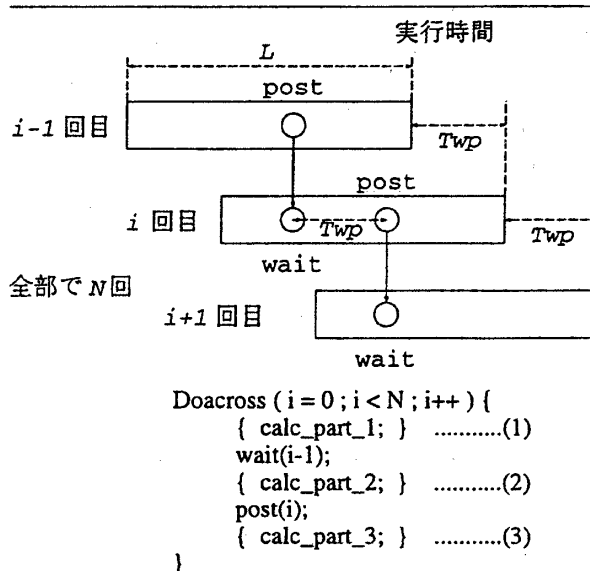 実行時間
L
post
i-1 回目
Twp
post
i 回目
Twp
Twp
wait
全部で N回
i+1 回目
wait
Doacross ( i = 0 ; i < N ; i++ ) {
{ calc_part_1; } ...........(1)
wait(i-1);
{ calc_part_2; } ...........(2)
post(i);
{ calc_part_3; } ...........(3)
}